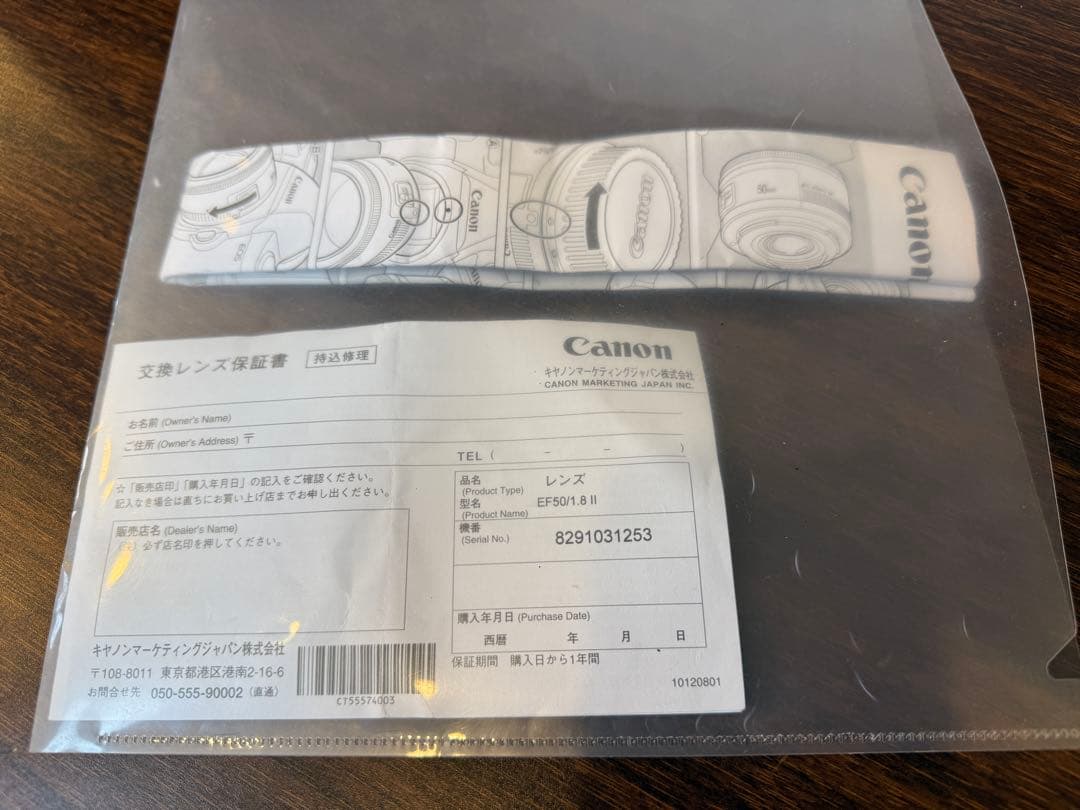 Canon
Canon
Canon
EOS
50mm
Canon
交換レンズ保証書 持込修理
Canon
キヤノンマーケティングジャパン株式会社
CANON MARKETING JAPAN INC.
お名前 (Owner's Name)
ご住所 (Owner's Address) 〒
TEL ( － － )
☆「販売店印」「購入年月日」の記入をご確認ください。
記入なき場合は直ちにお買い上げ店までお申し出ください。
販売店名 (Dealer's Name)
必ず店名印を押してください。
品名 レンズ
(Product Type)
型名 EF50/1.8 II
(Product Name)
機番
(Serial No.) 8291031253
購入年月日 (Purchase Date)
西暦 年 月 日
保証期間 購入日から1年間
キヤノンマーケティングジャパン株式会社
〒108-8011 東京都港区港南2-16-6
お問合せ先 050-555-90002 (直通)
CT55574003
10120801